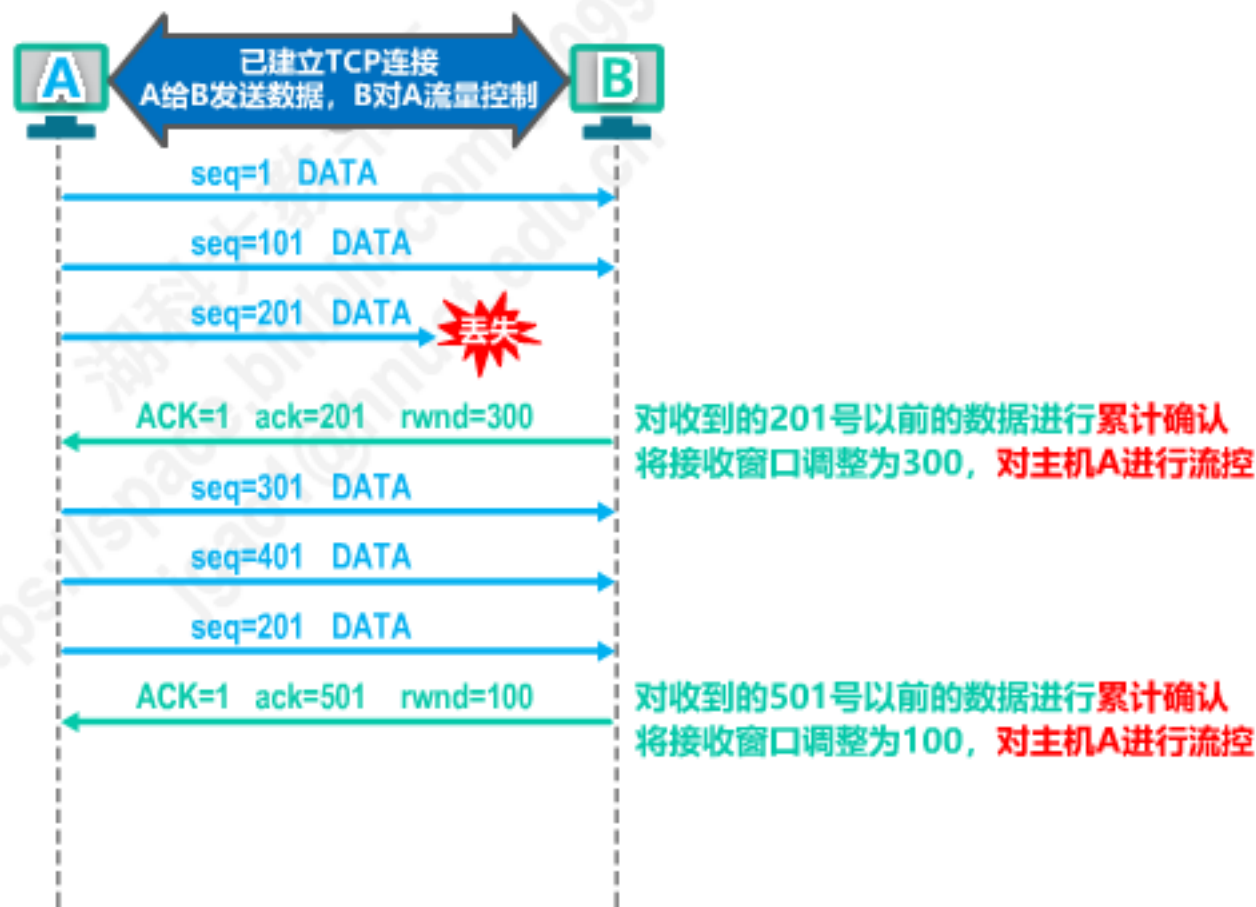 已建立TCP连接
A给B发送数据，B对A流量控制
A
B
seq=1 DATA
seq=101 DATA
seq=201 DATA
丢失
ACK=1 ack=201 rwnd=300
对收到的201号以前的数据进行累计确认
将接收窗口调整为300，对主机A进行流控
seq=301 DATA
seq=401 DATA
seq=201 DATA
ACK=1 ack=501 rwnd=100
对收到的501号以前的数据进行累计确认
将接收窗口调整为100，对主机A进行流控